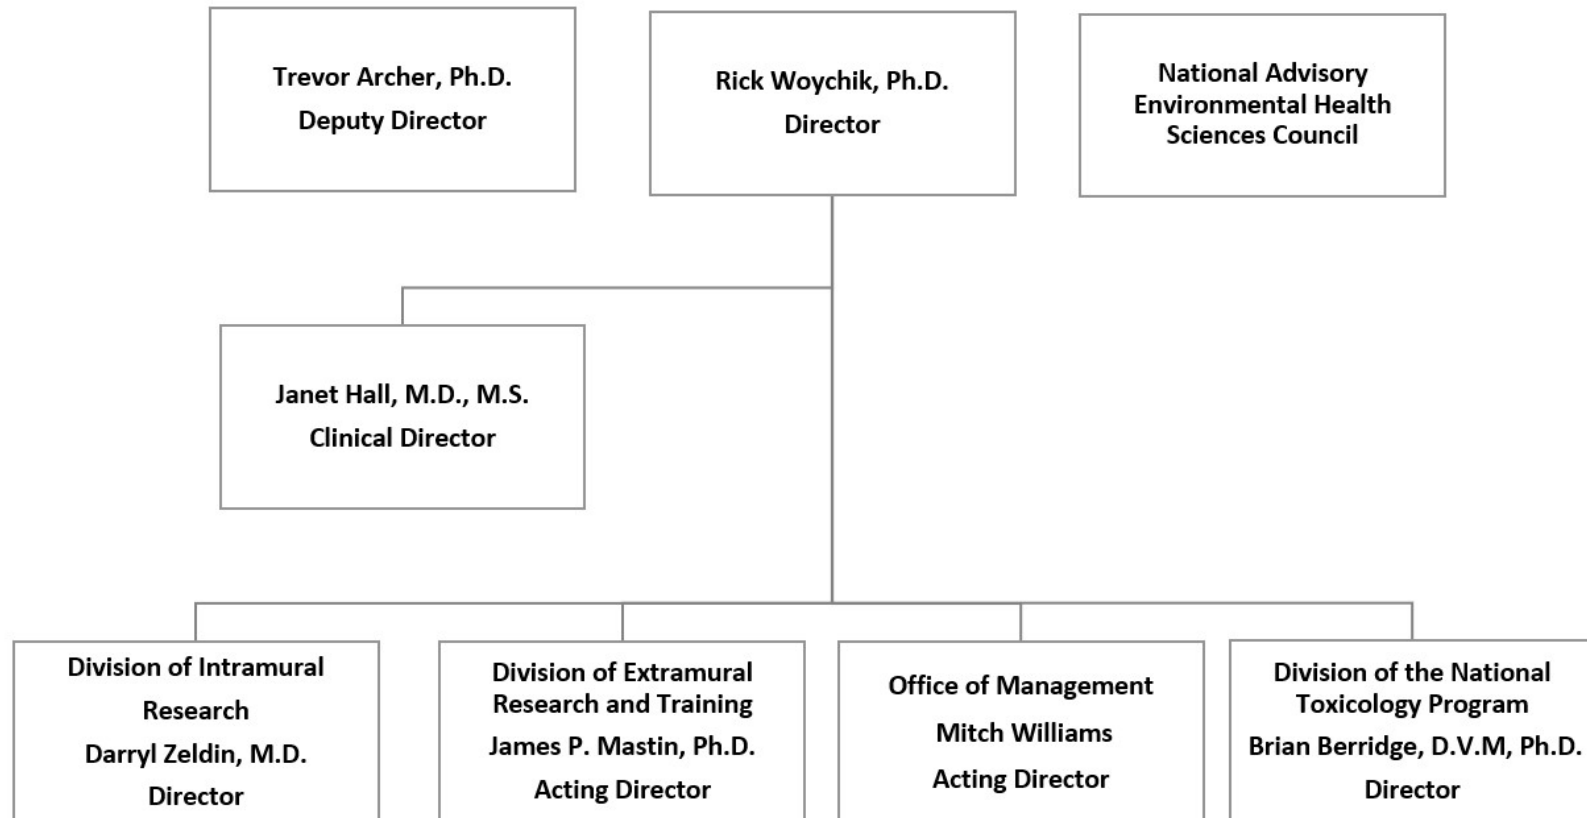 Trevor Archer, Ph.D.
Deputy Director
Rick Woychik, Ph.D.
Director
National Advisory
Environmental Health
Sciences Council
Janet Hall, M.D., M.S.
Clinical Director
Division of Intramural
Research
Darryl Zeldin, M.D.
Director
Division of Extramural
Research and Training
James P. Mastin, Ph.D.
Acting Director
Office of Management
Mitch Williams
Acting Director
Division of the National
Toxicology Program
Brian Berridge, D.V.M, Ph.D.
Director